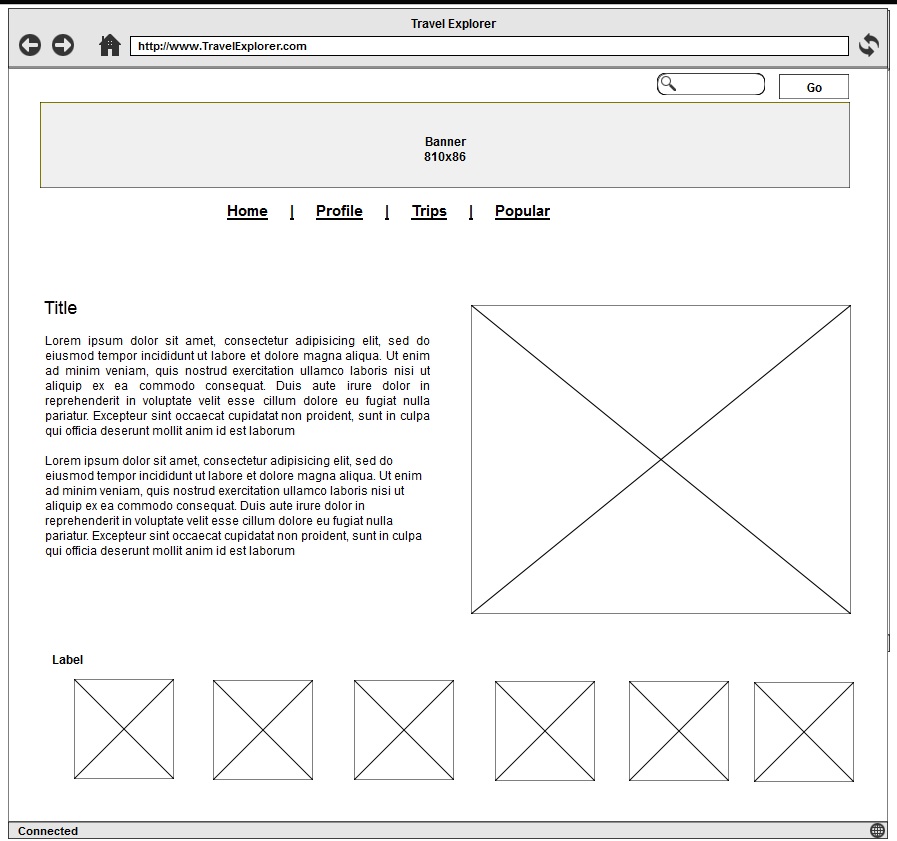 Travel Explorer
http://www.TravelExplorer.com
Go
Banner
810x86
Home | Profile | Trips | Popular
Title
Lorem ipsum dolor sit amet, consectetur adipisicing elit, sed do
eiusmod tempor incididunt ut labore et dolore magna aliqua. Ut enim
ad minim veniam, quis nostrud exercitation ullamco laboris nisi ut
aliquip ex ea commodo consequat. Duis aute irure dolor in
reprehenderit in voluptate velit esse cillum dolore eu fugiat nulla
pariatur. Excepteur sint occaecat cupidatat non proident, sunt in culpa
qui officia deserunt mollit anim id est laborum
Lorem ipsum dolor sit amet, consectetur adipisicing elit, sed do
eiusmod tempor incididunt ut labore et dolore magna aliqua. Ut enim
ad minim veniam, quis nostrud exercitation ullamco laboris nisi ut
aliquip ex ea commodo consequat. Duis aute irure dolor in
reprehenderit in voluptate velit esse cillum dolore eu fugiat nulla
pariatur. Excepteur sint occaecat cupidatat non proident, sunt in culpa
qui officia deserunt mollit anim id est laborum
Label
Connected